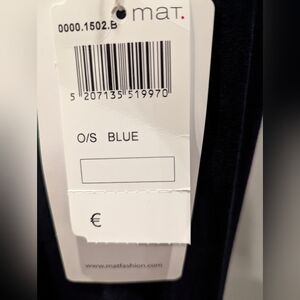 mat.
0000.1502.B
5 207135 519970
O/S BLUE
€
www.matfashion.com